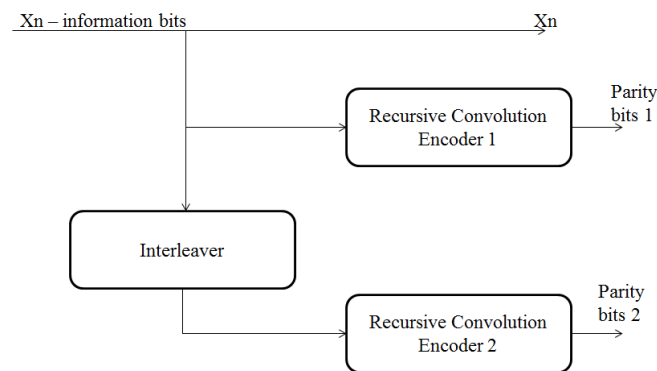 Xn – information bits
Xn
Parity
bits 1
Recursive Convolution
Encoder 1
Interleaver
Parity
bits 2
Recursive Convolution
Encoder 2